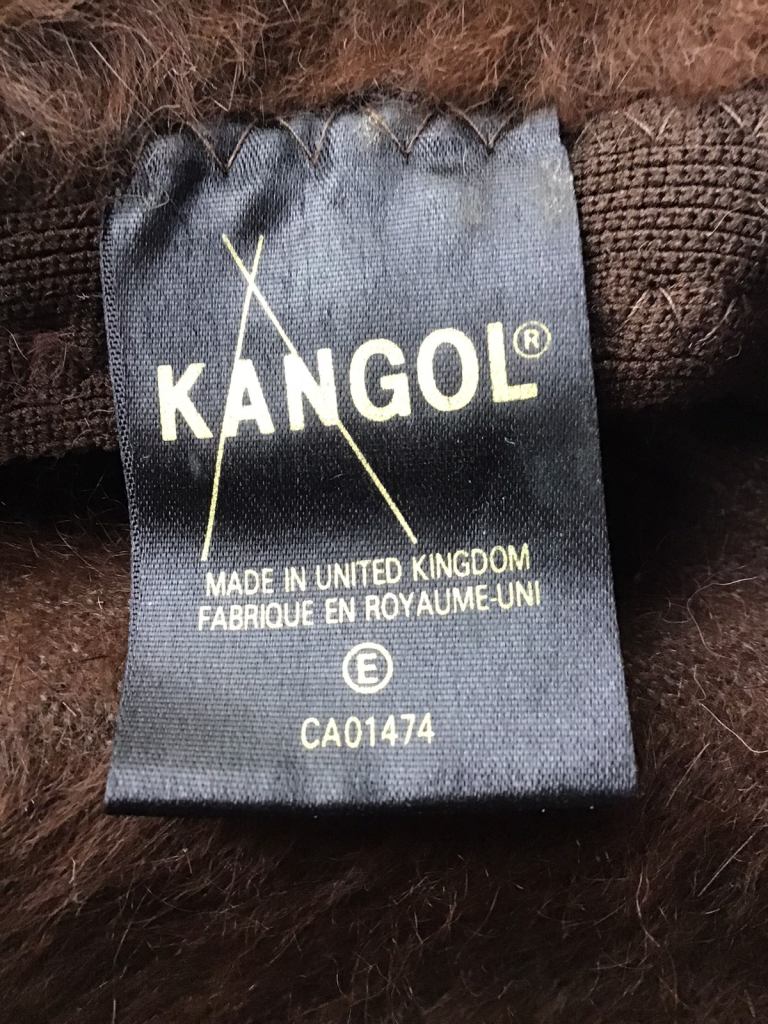 KANGOL®
MADE IN UNITED KINGDOM
FABRIQUE EN ROYAUME-UNI
E
CA01474